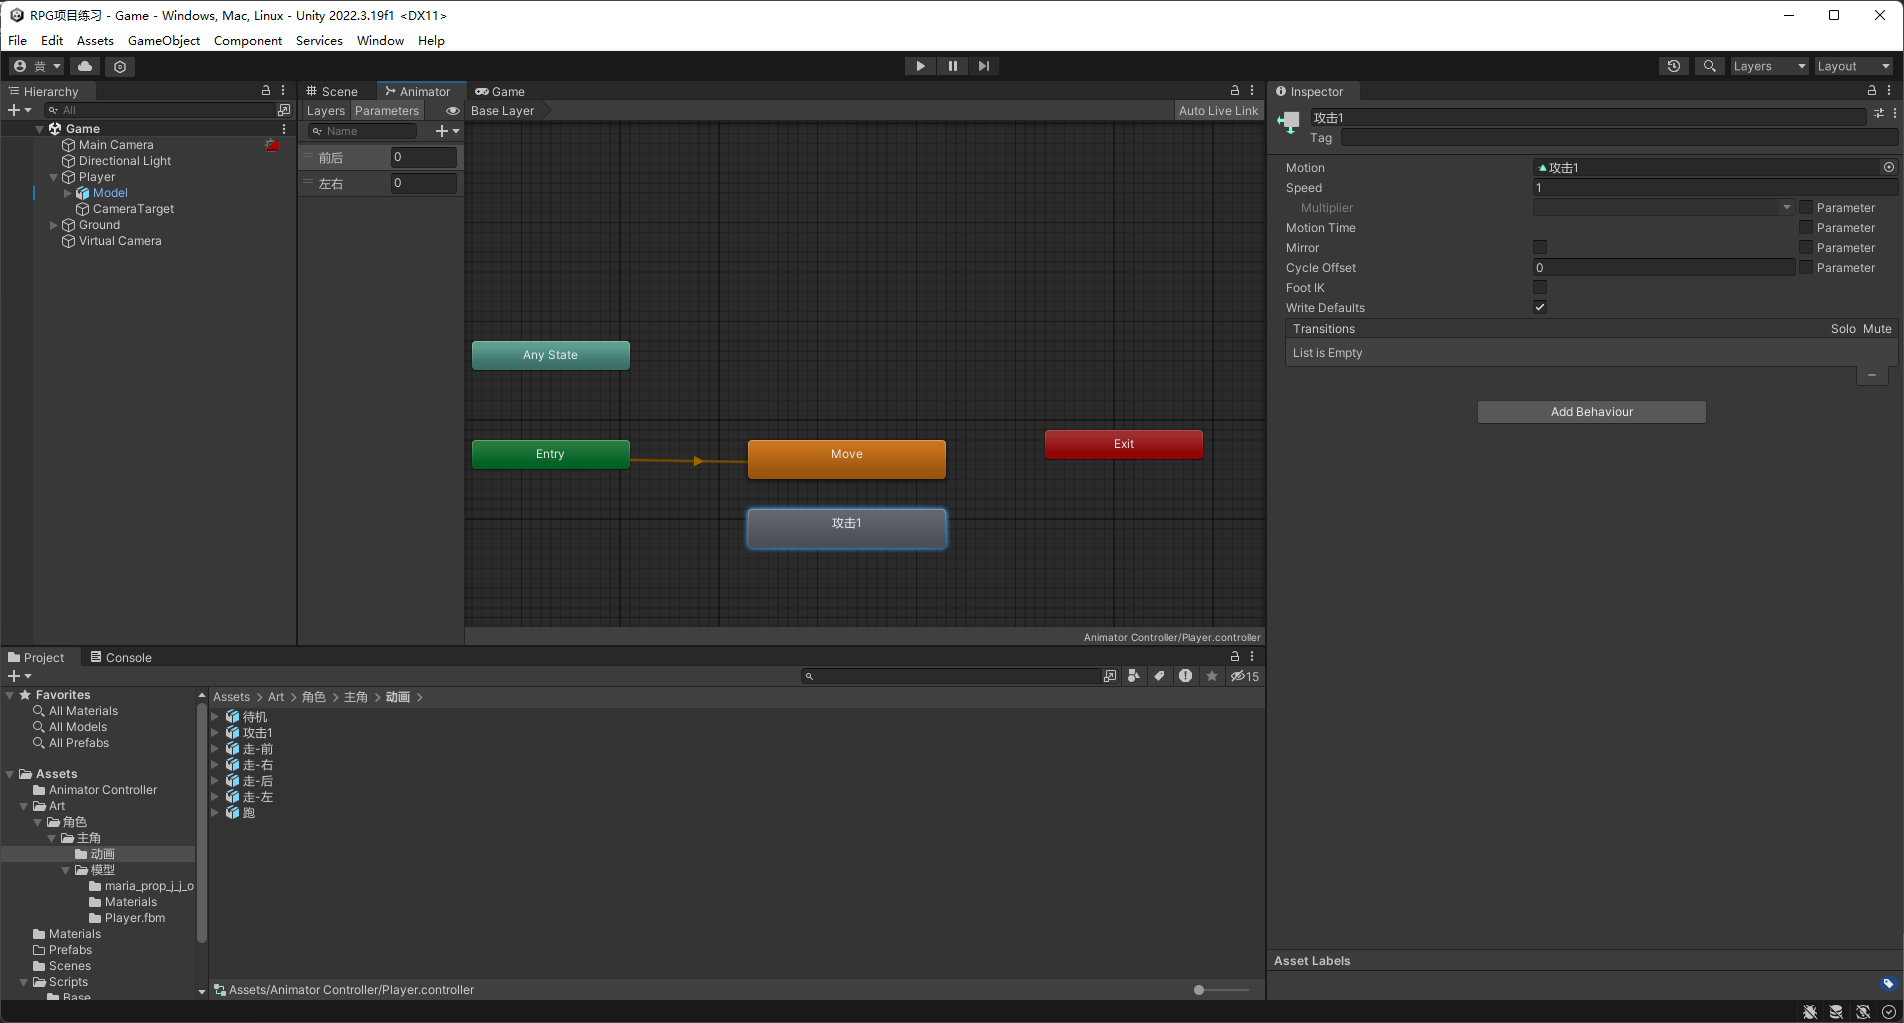 RPG项目练习 - Game - Windows, Mac, Linux - Unity 2022.3.19f1 <DX11>
File Edit Assets GameObject Component Services Window Help
黄 Layers Layout
Hierarchy
All
Game
Main Camera
Directional Light
Player
Model
CameraTarget
Ground
Virtual Camera
Scene Animator Game
Layers Parameters Base Layer Auto Live Link
Name
前后 0
左右 0
Any State
Entry
Move
Exit
攻击1
Animator Controller/Player.controller
Inspector
攻击1
Tag
Motion 攻击1
Speed 1
Multiplier Parameter
Motion Time Parameter
Mirror Parameter
Cycle Offset 0 Parameter
Foot IK
Write Defaults
Transitions Solo Mute
List is Empty
Add Behaviour
Asset Labels
Project Console
15
Favorites
All Materials
All Models
All Prefabs
Assets
Animator Controller
Art
角色
主角
动画
模型
maria_prop_j_j_o
Materials
Player.fbm
Materials
Prefabs
Scenes
Scripts
Base
Assets > Art > 角色 > 主角 > 动画 >
待机
攻击1
走-前
走-右
走-后
走-左
跑
Assets/Animator Controller/Player.controller